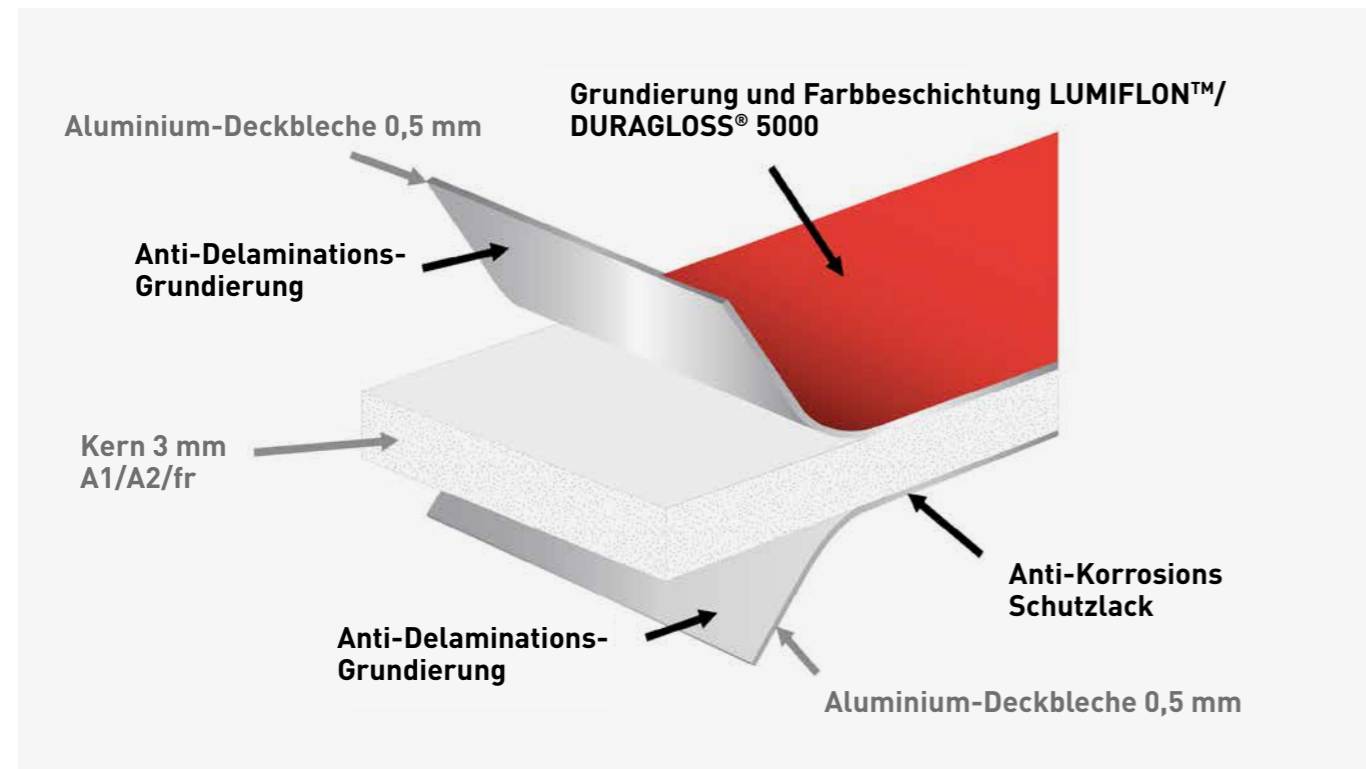 Grundierung und Farbbeschichtung LUMIFLON™/
DURAGLOSS® 5000
Aluminium-Deckbleche 0,5 mm
Anti-Delaminations-
Grundierung
Kern 3 mm
A1/A2/fr
Anti-Korrosions
Schutzlack
Anti-Delaminations-
Grundierung
Aluminium-Deckbleche 0,5 mm